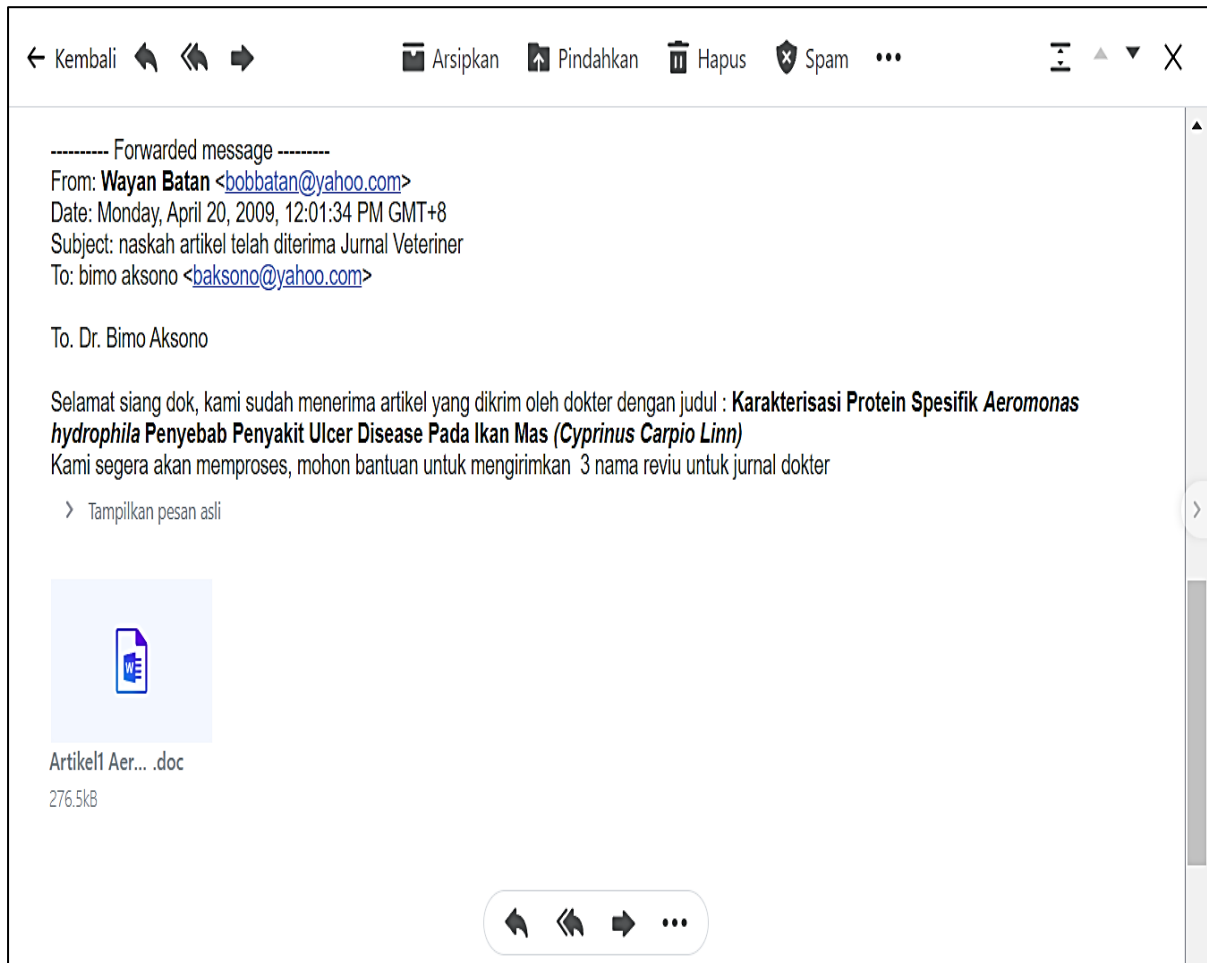 Kembali Arsipkan Pindahkan Hapus Spam
---------- Forwarded message ---------
From: Wayan Batan <bobbatan@yahoo.com>
Date: Monday, April 20, 2009, 12:01:34 PM GMT+8
Subject: naskah artikel telah diterima Jurnal Veteriner
To: bimo aksono <baksono@yahoo.com>
To. Dr. Bimo Aksono
Selamat siang dok, kami sudah menerima artikel yang dikrim oleh dokter dengan judul : Karakterisasi Protein Spesifik Aeromonas
hydrophila Penyebab Penyakit Ulcer Disease Pada Ikan Mas (Cyprinus Carpio Linn)
Kami segera akan memproses, mohon bantuan untuk mengirimkan 3 nama reviu untuk jurnal dokter
Tampilkan pesan asli
W
Artikel1 Aer... .doc
276.5kB